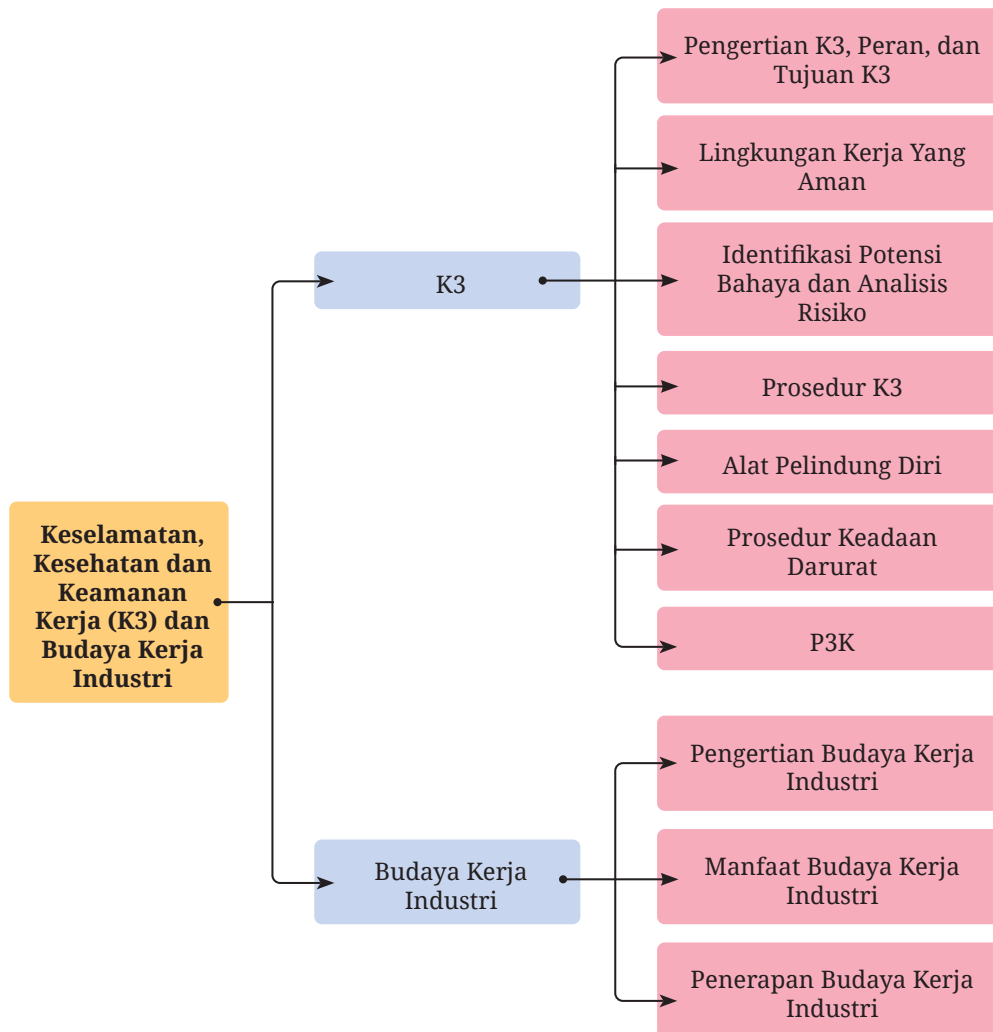 Keselamatan,
Kesehatan dan
Keamanan
Kerja (K3) dan
Budaya Kerja
Industri
K3
Pengertian K3, Peran, dan
Tujuan K3
Lingkungan Kerja Yang
Aman
Identifikasi Potensi
Bahaya dan Analisis
Risiko
Prosedur K3
Alat Pelindung Diri
Prosedur Keadaan
Darurat
P3K
Budaya Kerja
Industri
Pengertian Budaya Kerja
Industri
Manfaat Budaya Kerja
Industri
Penerapan Budaya Kerja
Industri